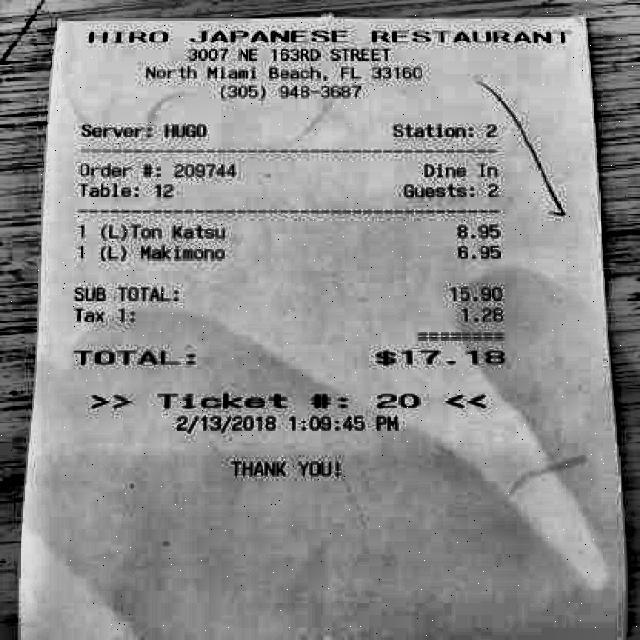 HIRO JAPANESE RESTAURANT
3007 NE 163RD STREET
North Miami Beach, FL 33160
(305) 948-3687
Server: HUGO Station: 2
Order #: 209744 Dine In
Table: 12 Guests: 2
1 (L)Ton Katsu 8.95
1 (L) Makimono 6.95
SUB TOTAL: 15.90
Tax 1: 1.28
========
TOTAL: $17.18
>> Ticket #: 20 <<
2/13/2018 1:09:45 PM
THANK YOU!